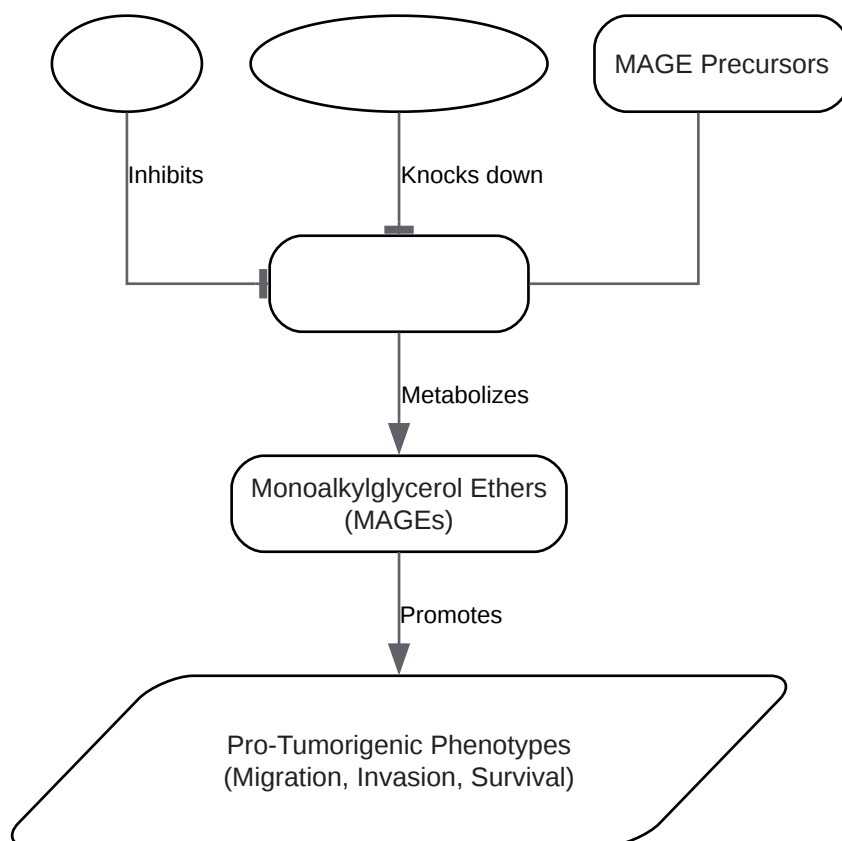 MAGE Precursors
Inhibits
Knocks down
Metabolizes
Monoalkylglycerol Ethers
(MAGEs)
Promotes
Pro-Tumorigenic Phenotypes
(Migration, Invasion, Survival)